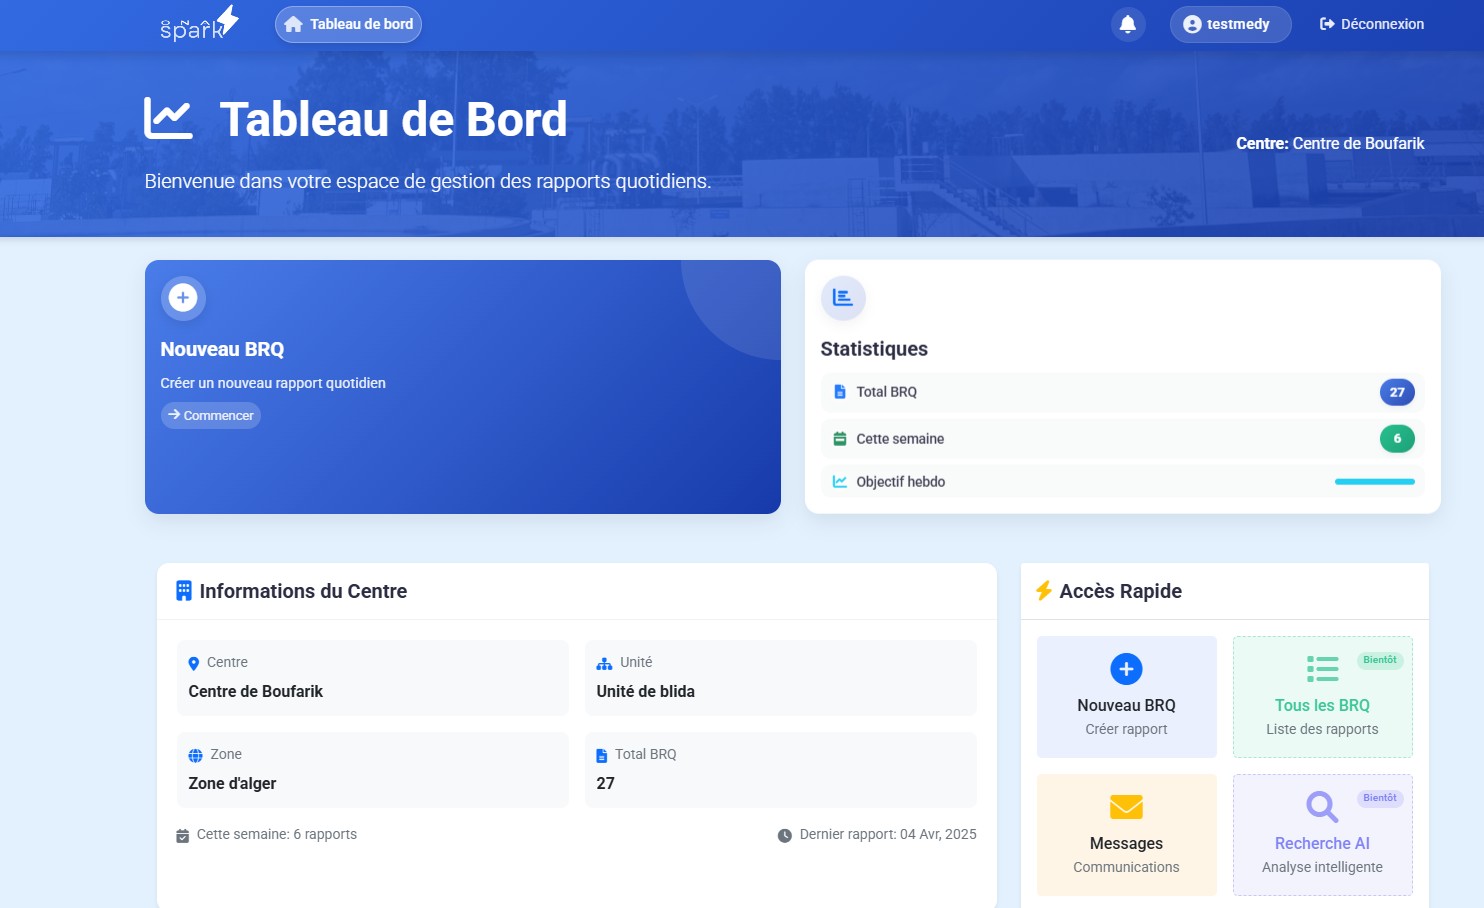 ONA
spark
Tableau de bord
testmedy
Déconnexion
Tableau de Bord
Bienvenue dans votre espace de gestion des rapports quotidiens.
Centre: Centre de Boufarik
Nouveau BRQ
Créer un nouveau rapport quotidien
Commencer
Statistiques
Total BRQ
27
Cette semaine
6
Objectif hebdo
Informations du Centre
Centre
Centre de Boufarik
Unité
Unité de blida
Zone
Zone d'alger
Total BRQ
27
Cette semaine: 6 rapports
Dernier rapport: 04 Avr, 2025
Accès Rapide
Nouveau BRQ
Créer rapport
Bientôt
Tous les BRQ
Liste des rapports
Messages
Communications
Bientôt
Recherche AI
Analyse intelligente